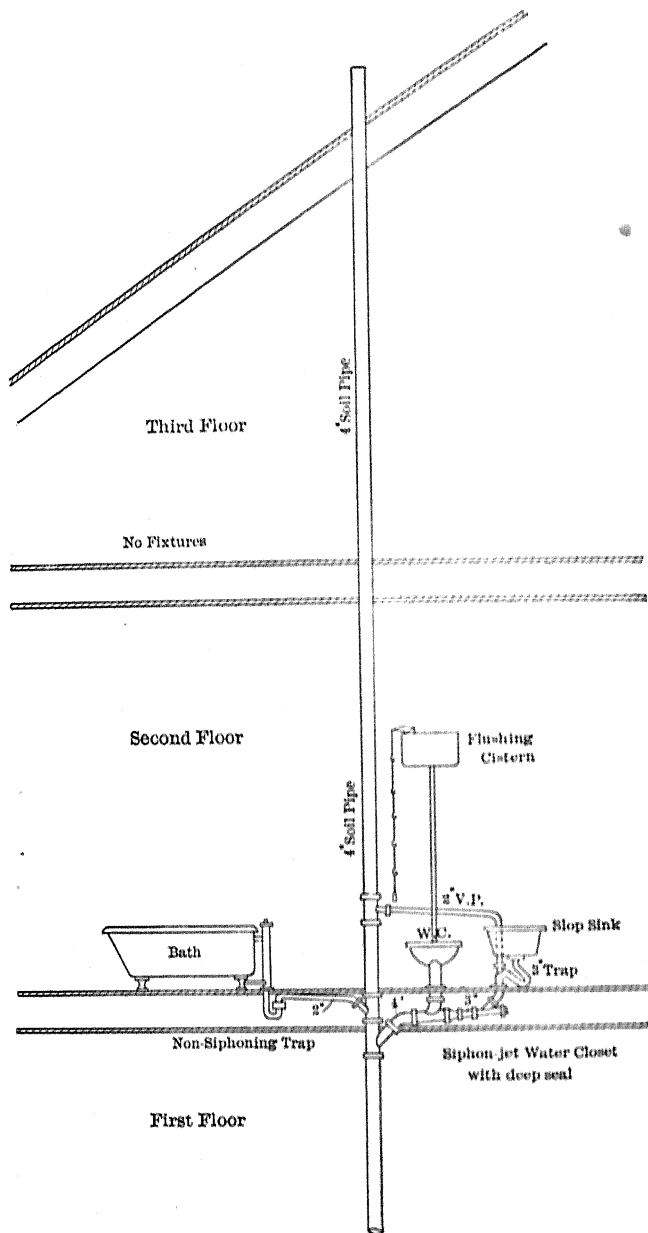 4" Soil Pipe
Third Floor
No Fixtures
Second Floor
Flushing
Cistern
4" Soil Pipe
2" V.P.
W.C.
Slop Sink
Bath
3" Trap
2"
4'
3"
Non-Siphoning Trap
Siphon-jet Water Closet
with deep seal
First Floor